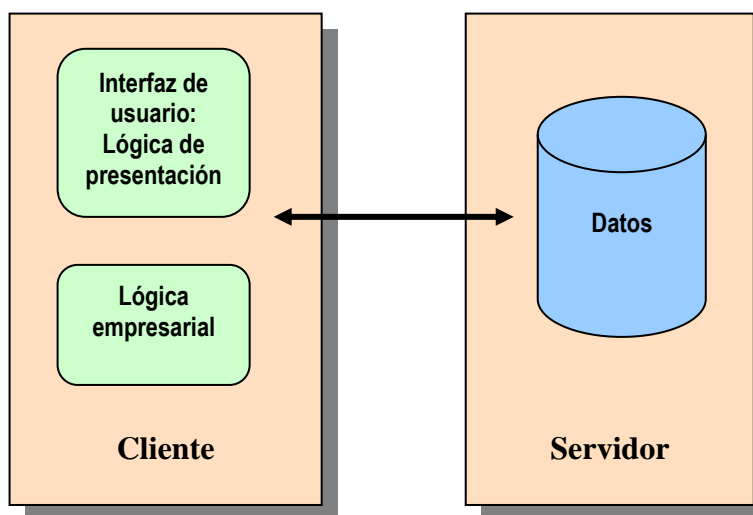 Interfaz de
usuario:
Lógica de
presentación
Lógica
empresarial
Cliente
Datos
Servidor